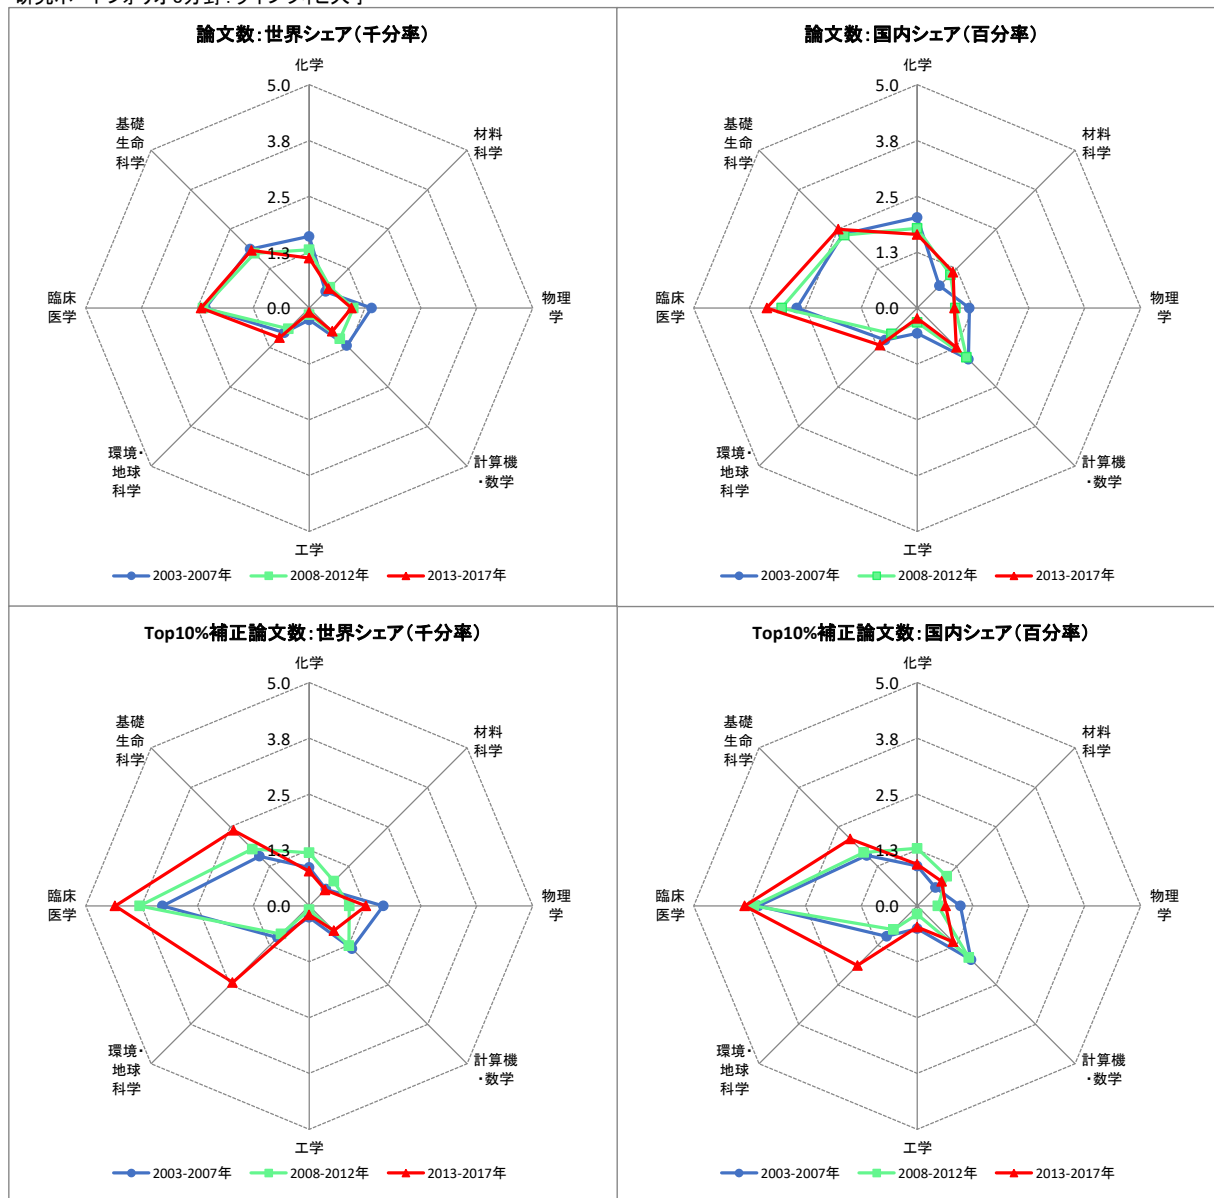 論文数：世界シェア（千分率）
化学
5.0
3.8
2.5
1.3
0.0
材料
科学
物理
学
計算機
・数学
工学
環境・
地球
科学
臨床
医学
基礎
生命
科学
2003-2007年 2008-2012年 2013-2017年
論文数：国内シェア（百分率）
化学
5.0
3.8
2.5
1.3
0.0
材料
科学
物理
学
計算機
・数学
工学
環境・
地球
科学
臨床
医学
基礎
生命
科学
2003-2007年 2008-2012年 2013-2017年
Top10%補正論文数：世界シェア（千分率）
化学
5.0
3.8
2.5
1.3
0.0
材料
科学
物理
学
計算機
・数学
工学
環境・
地球
科学
臨床
医学
基礎
生命
科学
2003-2007年 2008-2012年 2013-2017年
Top10%補正論文数：国内シェア（百分率）
化学
5.0
3.8
2.5
1.3
0.0
材料
科学
物理
学
計算機
・数学
工学
環境・
地球
科学
臨床
医学
基礎
生命
科学
2003-2007年 2008-2012年 2013-2017年